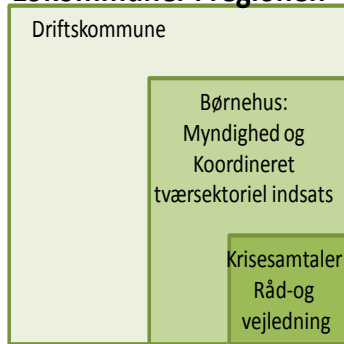 Driftskommune
Børnehus:
Myndighed og
Koordineret
tværsektoriel indsats
Krisesamtaler
Råd-og
vejledning